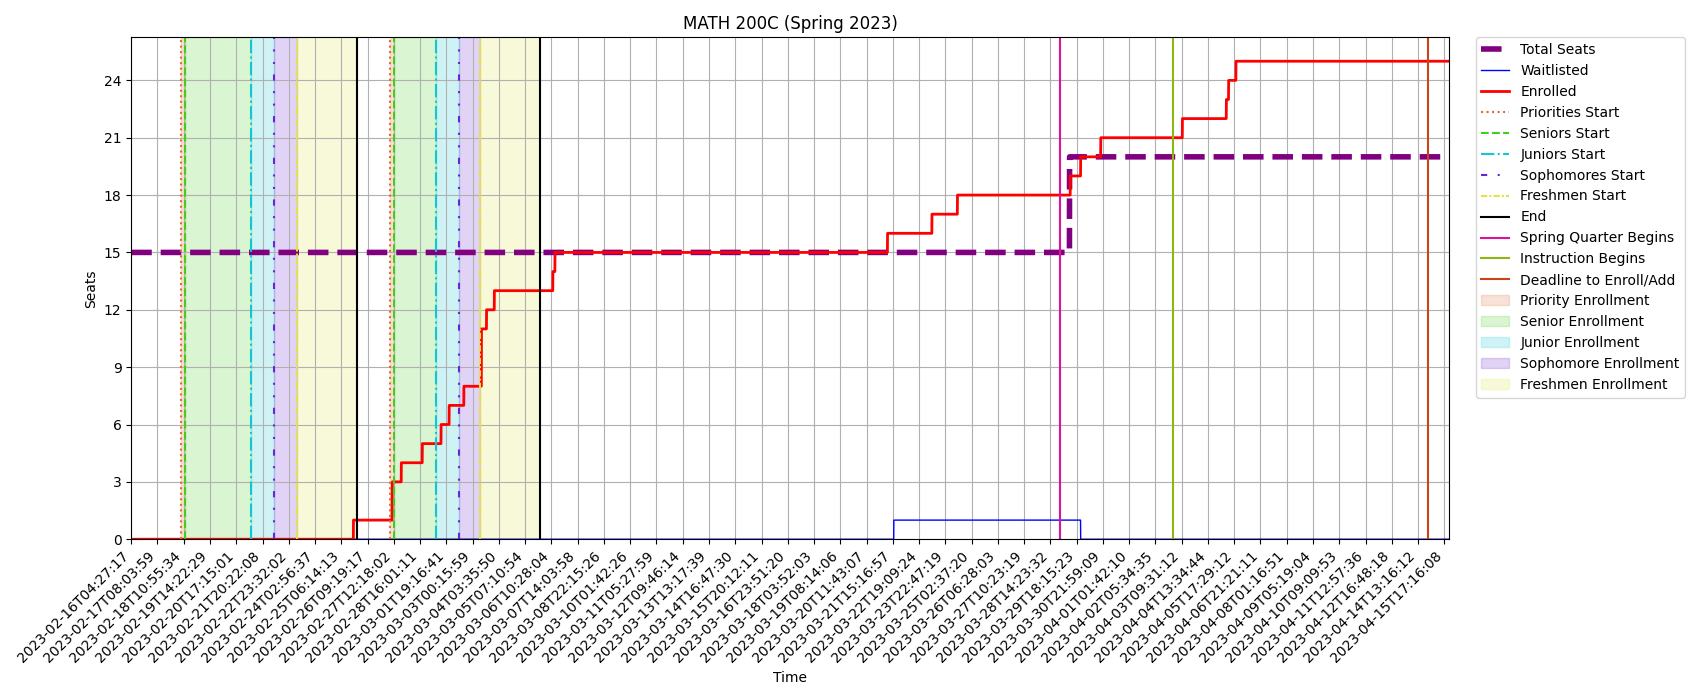 MATH 200C (Spring 2023)
Seats
24
21
18
15
12
9
6
3
0
2023-02-16T04:27:17
2023-02-17T08:03:59
2023-02-18T10:55:34
2023-02-19T14:22:29
2023-02-20T17:15:01
2023-02-21T20:22:08
2023-02-22T23:32:02
2023-02-24T02:56:37
2023-02-25T06:14:13
2023-02-26T09:19:17
2023-02-27T12:18:02
2023-02-28T16:01:11
2023-03-01T19:16:41
2023-03-03T00:15:59
2023-03-04T03:35:50
2023-03-05T07:10:54
2023-03-06T10:28:04
2023-03-07T14:03:58
2023-03-08T22:15:26
2023-03-10T01:42:26
2023-03-11T05:27:59
2023-03-12T09:46:14
2023-03-13T13:17:39
2023-03-14T16:47:30
2023-03-15T20:12:11
2023-03-16T23:51:20
2023-03-18T03:52:03
2023-03-19T08:14:06
2023-03-20T11:43:07
2023-03-21T15:16:57
2023-03-22T19:09:24
2023-03-23T22:47:19
2023-03-25T02:37:20
2023-03-26T06:28:03
2023-03-27T10:23:19
2023-03-28T14:23:32
2023-03-29T18:15:23
2023-03-30T21:59:09
2023-04-01T01:42:10
2023-04-02T05:34:35
2023-04-03T09:31:12
2023-04-04T13:34:44
2023-04-05T17:29:12
2023-04-06T21:21:11
2023-04-08T01:16:51
2023-04-09T05:19:04
2023-04-10T09:09:53
2023-04-11T12:57:36
2023-04-12T16:48:18
2023-04-14T13:16:12
2023-04-15T17:16:08
Time
Total Seats
Waitlisted
Enrolled
Priorities Start
Seniors Start
Juniors Start
Sophomores Start
Freshmen Start
End
Spring Quarter Begins
Instruction Begins
Deadline to Enroll/Add
Priority Enrollment
Senior Enrollment
Junior Enrollment
Sophomore Enrollment
Freshmen Enrollment